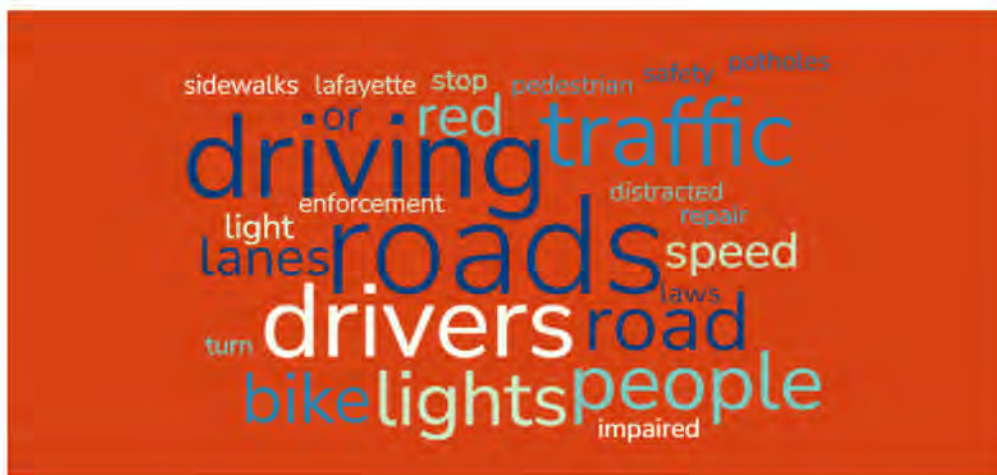 sidewalks lafayette stop pedestrian safety potholes
or red traffic
driving
distracted
enforcement repair
light roads speed
lanes laws
drivers road
turn
bike lights people
impaired